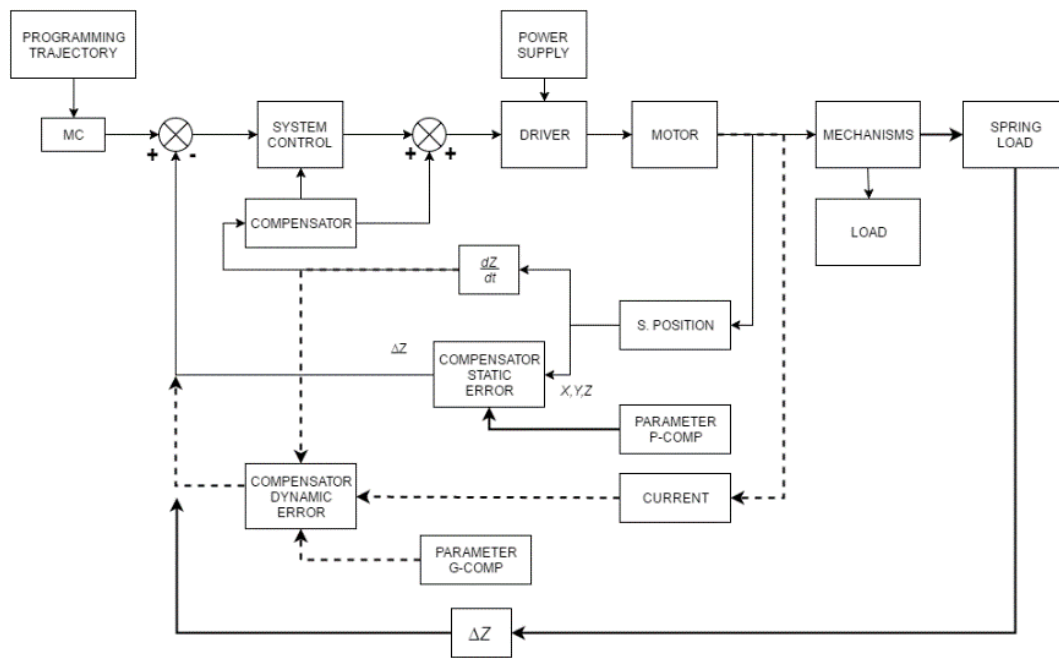 PROGRAMMING
TRAJECTORY
POWER
SUPPLY
MC
+
-
SYSTEM
CONTROL
+
+
DRIVER
MOTOR
MECHANISMS
SPRING
LOAD
COMPENSATOR
LOAD
dZ
dt
S. POSITION
ΔZ
COMPENSATOR
STATIC
ERROR
X,Y,Z
PARAMETER
P-COMP
COMPENSATOR
DYNAMIC
ERROR
CURRENT
PARAMETER
G-COMP
ΔZ